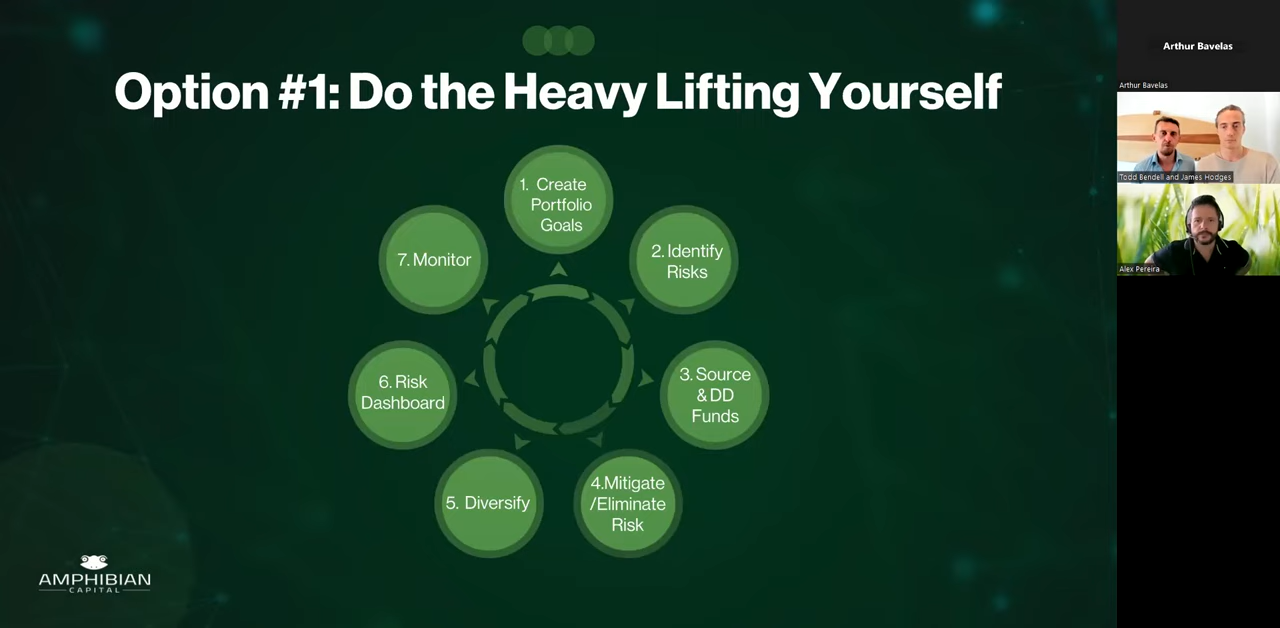 Option #1: Do the Heavy Lifting Yourself
1. Create
Portfolio
Goals
2. Identify
Risks
3. Source
& DD
Funds
4.Mitigate
/Eliminate
Risk
5. Diversify
6. Risk
Dashboard
7. Monitor
AMPHIBIAN
CAPITAL
Arthur Bavelas
Arthur Bavelas
Todd Bendell and James Hodges
Alex Pereira